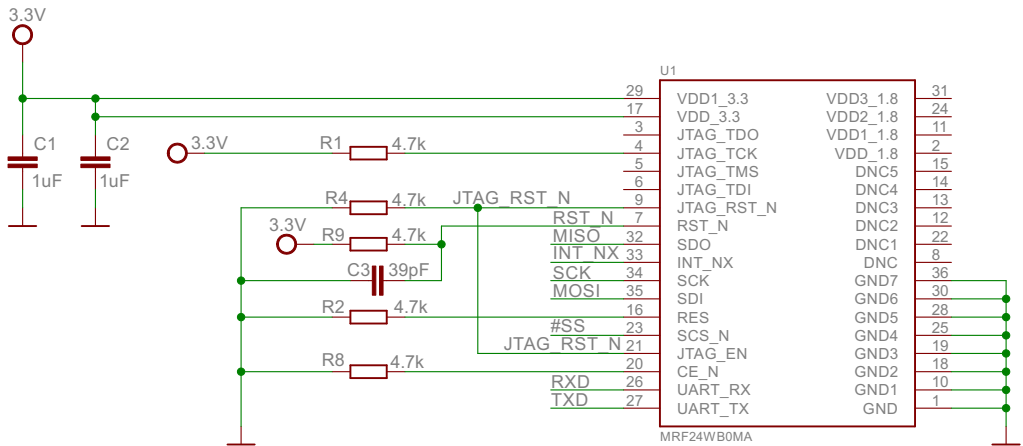 3.3V
U1
29 VDD1_3.3 VDD3_1.8 31
17 VDD_3.3 VDD2_1.8 24
3 JTAG_TDO VDD1_1.8 11
C1 C2 3.3V R1 4.7k 4 JTAG_TCK VDD_1.8 2
5 JTAG_TMS DNC5 15
1uF 1uF 6 JTAG_TDI DNC4 14
R4 4.7k JTAG_RST_N 9 JTAG_RST_N DNC3 13
3.3V RST_N 7 RST_N DNC2 12
R9 4.7k MISO 32 SDO DNC1 22
INT_NX 33 INT_NX DNC 8
C3 39pF SCK 34 SCK GND7 36
MOSI 35 SDI GND6 30
R2 4.7k 16 RES GND5 28
#SS 23 SCS_N GND4 25
JTAG_RST_N 21 JTAG_EN GND3 19
R8 4.7k 20 CE_N GND2 18
RXD 26 UART_RX GND1 10
TXD 27 UART_TX GND 1
MRF24WB0MA